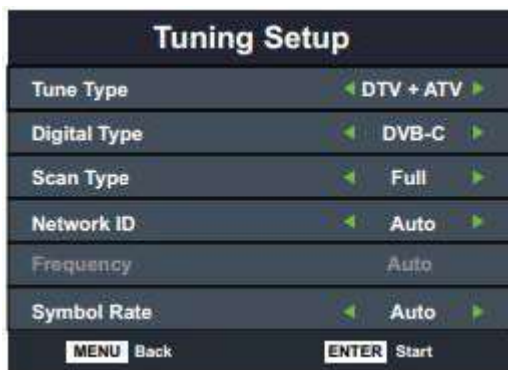 Tuning Setup
Tune Type DTV + ATV
Digital Type DVB-C
Scan Type Full
Network ID Auto
Frequency Auto
Symbol Rate Auto
MENU Back ENTER Start